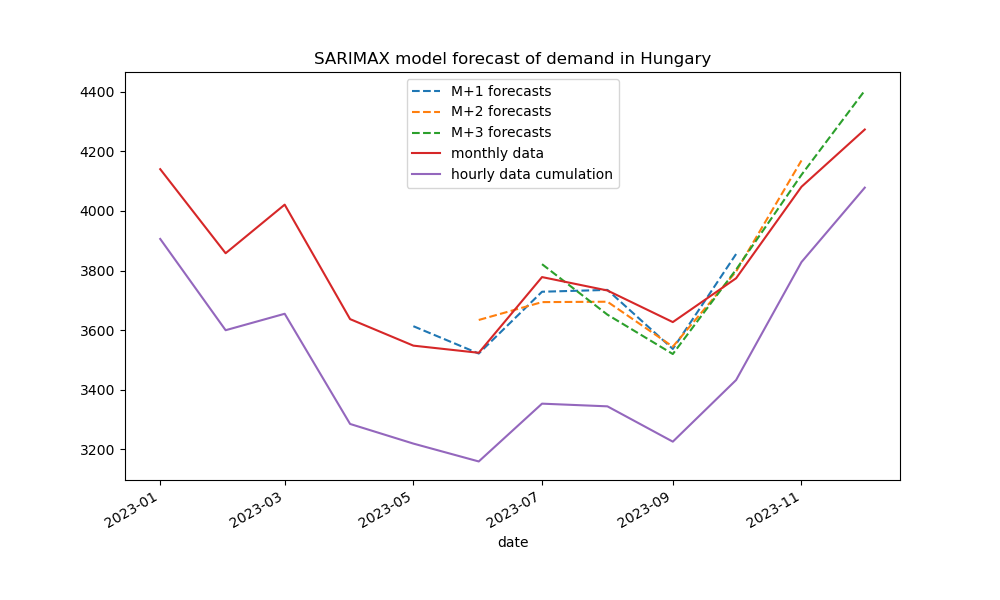 SARIMAX model forecast of demand in Hungary
M+1 forecasts
M+2 forecasts
M+3 forecasts
monthly data
hourly data cumulation
4400
4200
4000
3800
3600
3400
3200
2023-01
2023-03
2023-05
2023-07
2023-09
2023-11
date